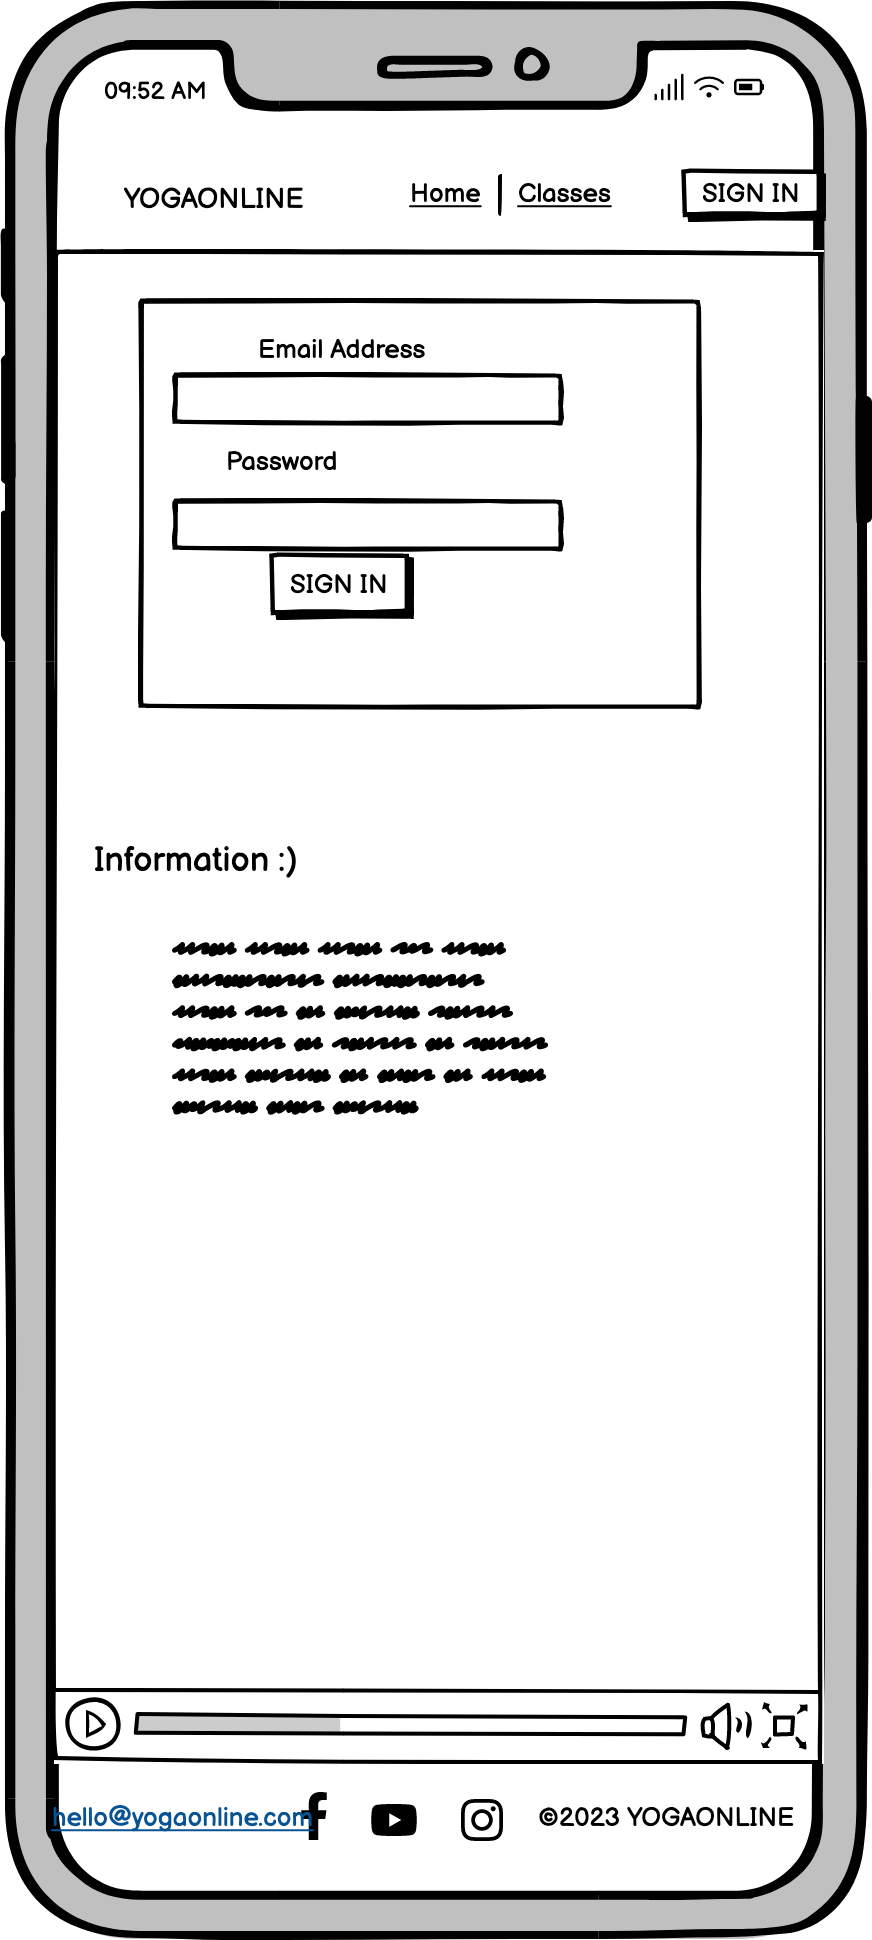 09:52 AM
YOGAONLINE
Home
Classes
SIGN IN
Email Address
Password
SIGN IN
Information :)
hello@yogaonline.com
©2023 YOGAONLINE